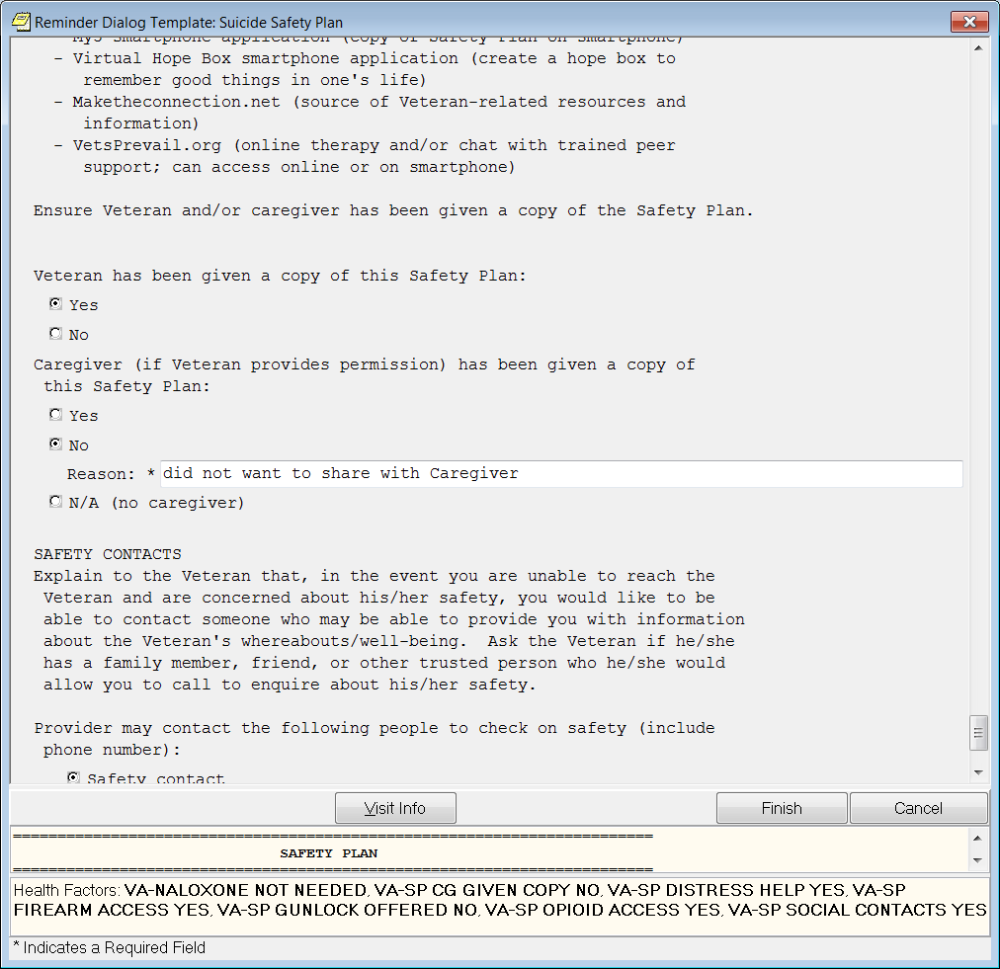 Reminder Dialog Template: Suicide Safety Plan
- My3 smartphone application (copy of Safety Plan on smartphone)
- Virtual Hope Box smartphone application (create a hope box to
remember good things in one's life)
- Maketheconnection.net (source of Veteran-related resources and
information)
- VetsPrevail.org (online therapy and/or chat with trained peer
support; can access online or on smartphone)
Ensure Veteran and/or caregiver has been given a copy of the Safety Plan.
Veteran has been given a copy of this Safety Plan:
Yes
No
Caregiver (if Veteran provides permission) has been given a copy of
this Safety Plan:
Yes
No
Reason: * did not want to share with Caregiver
N/A (no caregiver)
SAFETY CONTACTS
Explain to the Veteran that, in the event you are unable to reach the
Veteran and are concerned about his/her safety, you would like to be
able to contact someone who may be able to provide you with information
about the Veteran's whereabouts/well-being.  Ask the Veteran if he/she
has a family member, friend, or other trusted person who he/she would
allow you to call to enquire about his/her safety.
Provider may contact the following people to check on safety (include
phone number):
Safety contact
Visit Info Finish Cancel
SAFETY PLAN
Health Factors: VA-NALOXONE NOT NEEDED, VA-SP CG GIVEN COPY NO, VA-SP DISTRESS HELP YES, VA-SP
FIREARM ACCESS YES, VA-SP GUNLOCK OFFERED NO, VA-SP OPIOID ACCESS YES, VA-SP SOCIAL CONTACTS YES
* Indicates a Required Field